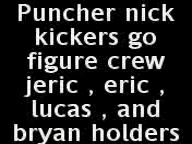 Puncher nick
kickers go
figure crew
jeric , eric ,
lucas , and
bryan holders